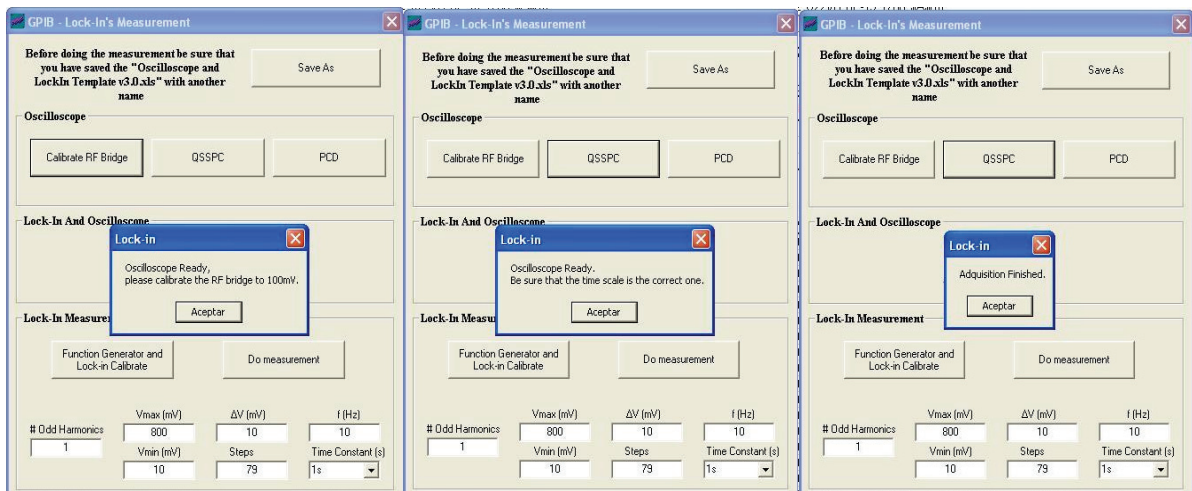 GPIB - Lock-In's Measurement
Before doing the measurement be sure that
you have saved the "Oscilloscope and
LockIn Template v3.0.xls" with another
name
Save As
Oscilloscope
Calibrate RF Bridge
QSSPC
PCD
Lock-In And Oscilloscope
Lock-in
Oscilloscope Ready,
please calibrate the RF bridge to 100mV.
Aceptar
Lock-In
Function Generator and
Lock-in Calibrate
Do measurement
# Odd Harmonics
1
Vmax (mV)
800
ΔV (mV)
10
f (Hz)
10
Vmin (mV)
10
Steps
79
Time Constant (s)
1s
GPIB - Lock-In's Measurement
Before doing the measurement be sure that
you have saved the "Oscilloscope and
LockIn Template v3.0.xls" with another
name
Save As
Oscilloscope
Calibrate RF Bridge
QSSPC
PCD
Lock-In And Oscilloscope
Lock-in
Oscilloscope Ready.
Be sure that the time scale is the correct one.
Aceptar
Lock-In
Function Generator and
Lock-in Calibrate
Do measurement
# Odd Harmonics
1
Vmax (mV)
800
ΔV (mV)
10
f (Hz)
10
Vmin (mV)
10
Steps
79
Time Constant (s)
1s
GPIB - Lock-In's Measurement
Before doing the measurement be sure that
you have saved the "Oscilloscope and
LockIn Template v3.0.xls" with another
name
Save As
Oscilloscope
Calibrate RF Bridge
QSSPC
PCD
Lock-In And Oscilloscope
Lock-in
Adquisition Finished.
Aceptar
Lock-In Measurement
Function Generator and
Lock-in Calibrate
Do measurement
# Odd Harmonics
1
Vmax (mV)
800
ΔV (mV)
10
f (Hz)
10
Vmin (mV)
10
Steps
79
Time Constant (s)
1s